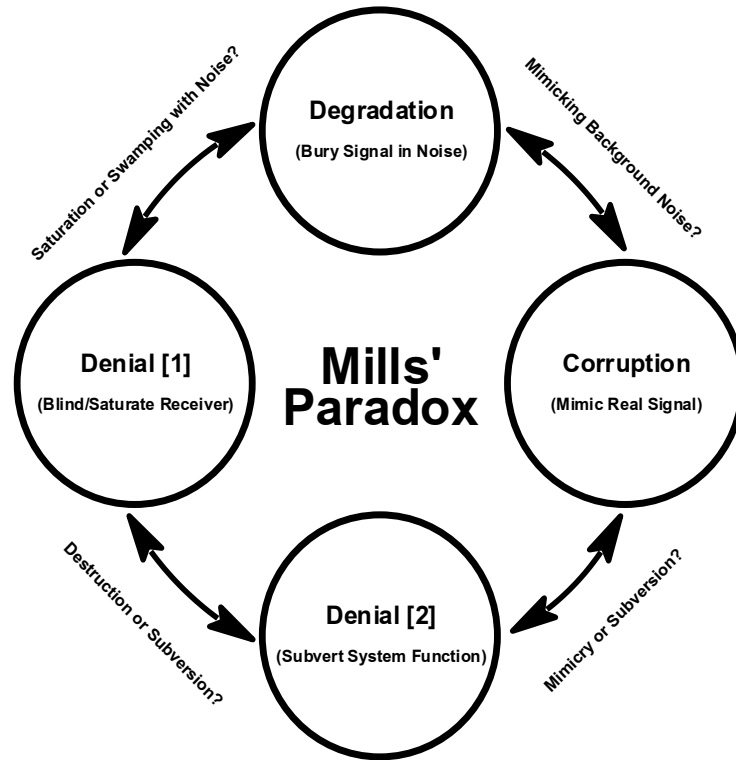 Degradation
(Bury Signal in Noise)
Saturation or Swamping with Noise?
Mimicking Background Noise?
Denial [1]
(Blind/Saturate Receiver)
Mills'
Paradox
Corruption
(Mimic Real Signal)
Destruction or Subversion?
Mimicry or Subversion?
Denial [2]
(Subvert System Function)